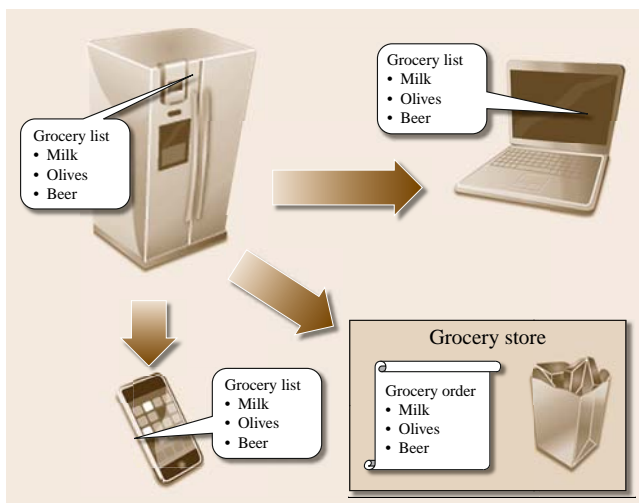 Grocery list
• Milk
• Olives
• Beer
Grocery list
• Milk
• Olives
• Beer
Grocery list
• Milk
• Olives
• Beer
Grocery store
Grocery order
• Milk
• Olives
• Beer